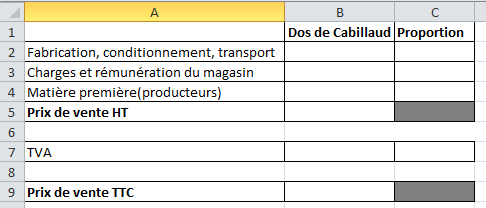 A B C
1 Dos de Cabillaud Proportion
2 Fabrication, conditionnement, transport
3 Charges et rémunération du magasin
4 Matière première(producteurs)
5 Prix de vente HT
6
7 TVA
8
9 Prix de vente TTC